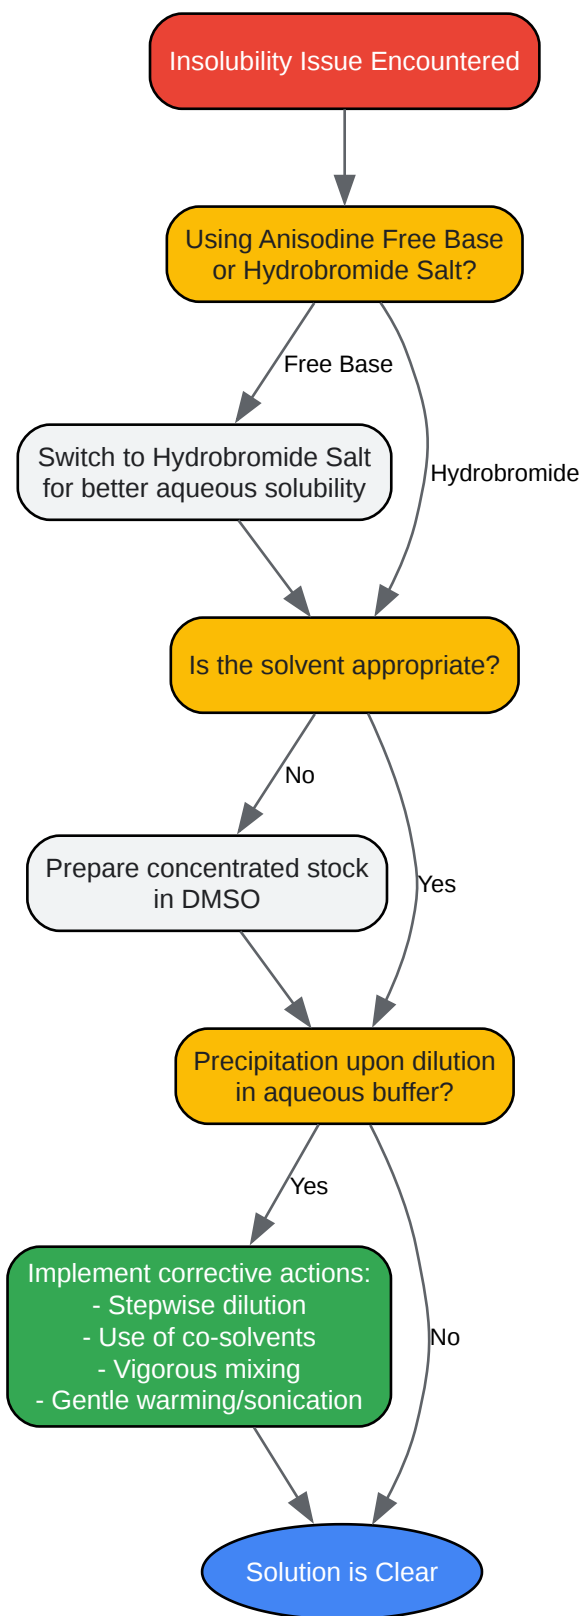 Insolubility Issue Encountered
Using Anisodine Free Base
or Hydrobromide Salt?
Free Base
Switch to Hydrobromide Salt
for better aqueous solubility
Hydrobromide
Is the solvent appropriate?
No
Prepare concentrated stock
in DMSO
Yes
Precipitation upon dilution
in aqueous buffer?
Yes
Implement corrective actions:
- Stepwise dilution
- Use of co-solvents
- Vigorous mixing
- Gentle warming/sonication
No
Solution is Clear